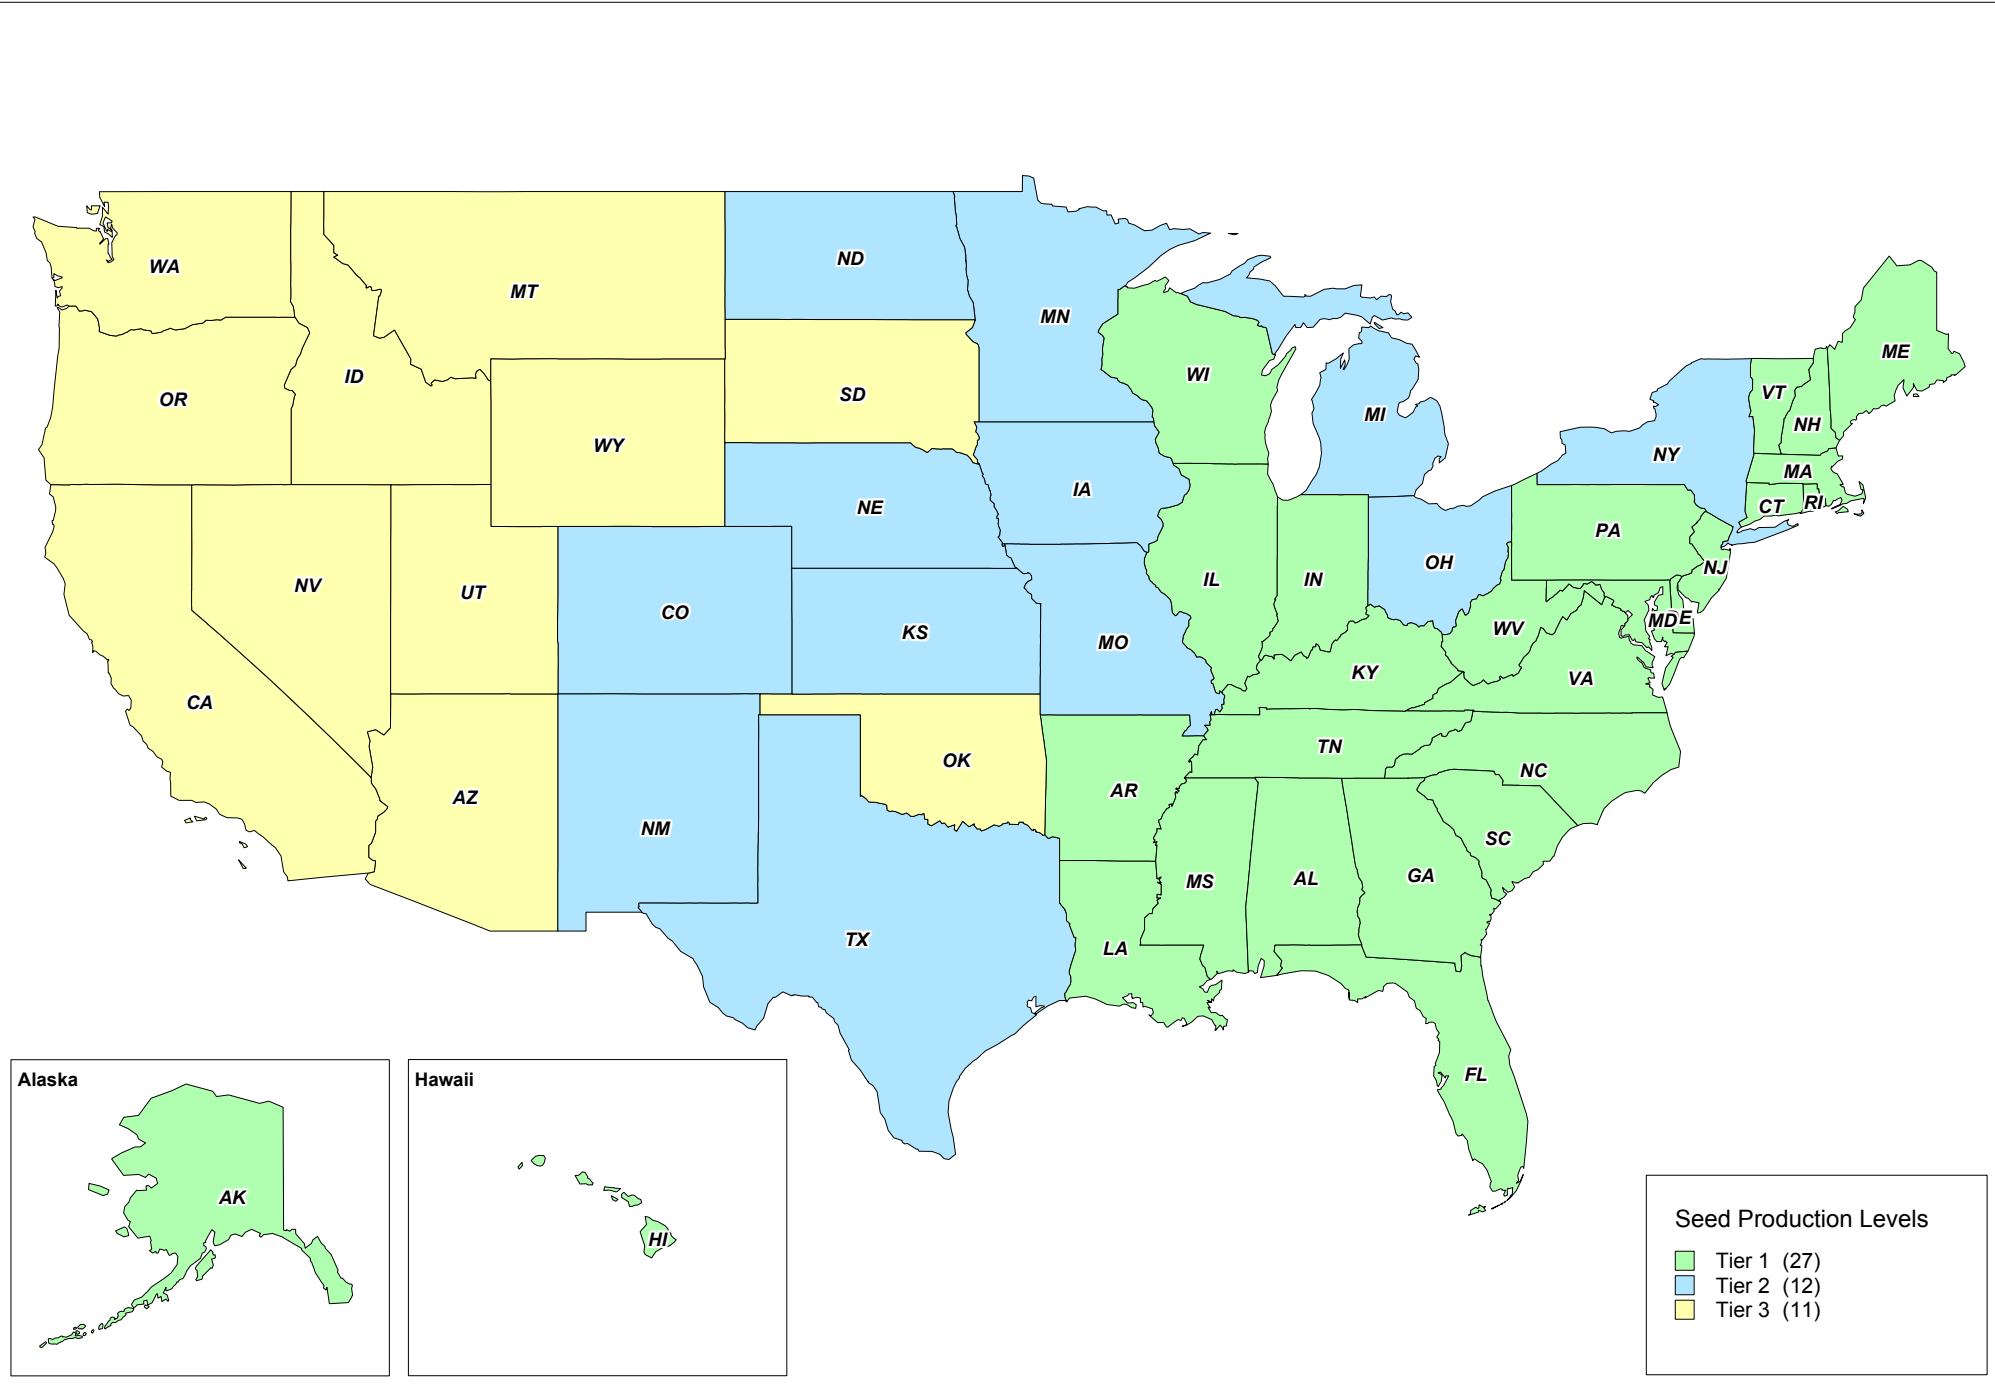 WA
MT
ND
MN
OR
ID
SD
WI
MI
ME
VT
NH
NY
MA
WY
IA
NE
CT
RI
PA
NV
UT
CO
KS
IL
IN
OH
NJ
MO
WV
MD
DE
KY
VA
CA
TN
OK
AR
NC
AZ
NM
SC
MS
AL
GA
TX
LA
FL
Alaska
AK
Hawaii
HI
Seed Production Levels
Tier 1 (27)
Tier 2 (12)
Tier 3 (11)